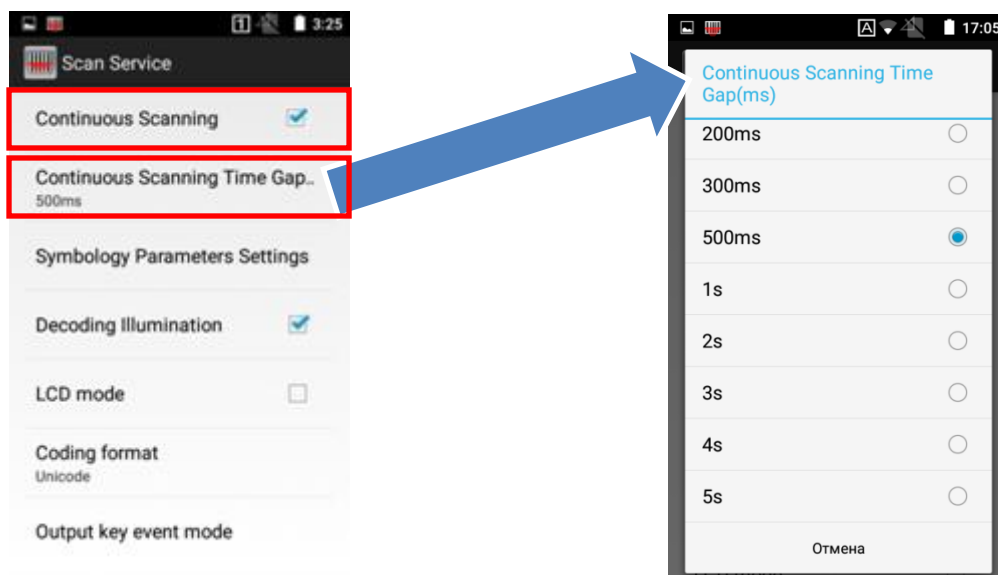 1 3:25
Scan Service
Continuous Scanning
Continuous Scanning Time Gap..
500ms
Symbology Parameters Settings
Decoding Illumination
LCD mode
Coding format
Unicode
Output key event mode
A 17:05
Continuous Scanning Time
Gap(ms)
200ms
300ms
500ms
1s
2s
3s
4s
5s
Отмена